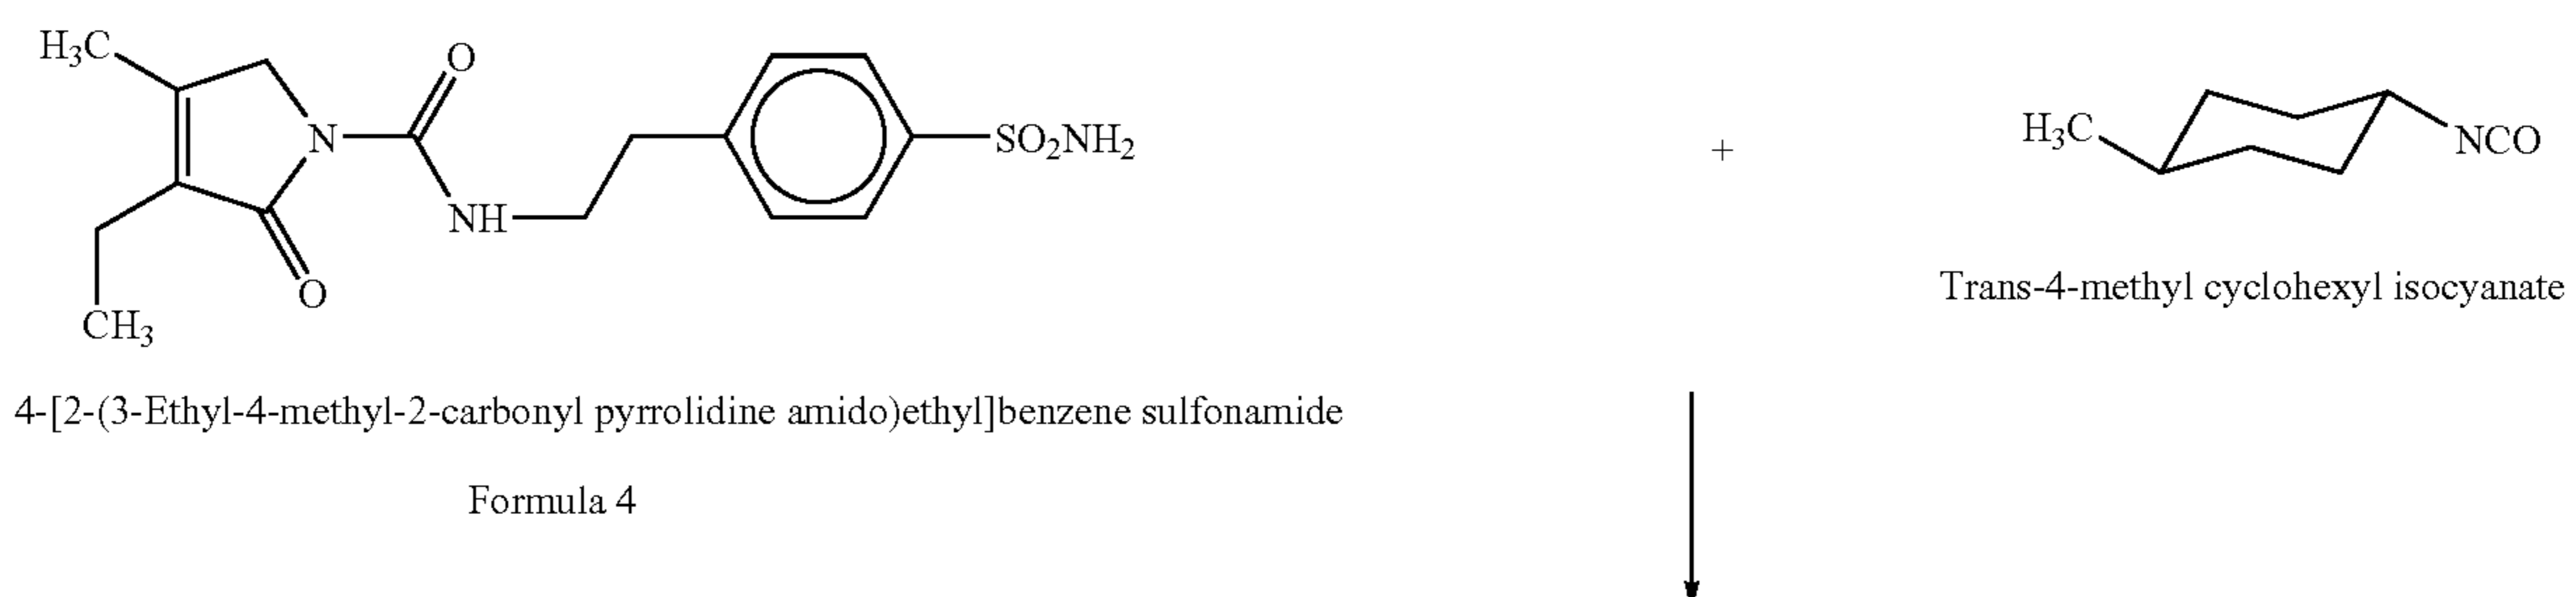 H₃C
O
N
SO₂NH₂
NH
O
CH₃
+
H₃C
NCO
Trans-4-methyl cyclohexyl isocyanate
4-[2-(3-Ethyl-4-methyl-2-carbonyl pyrrolidine amido)ethyl]benzene sulfonamide
Formula 4